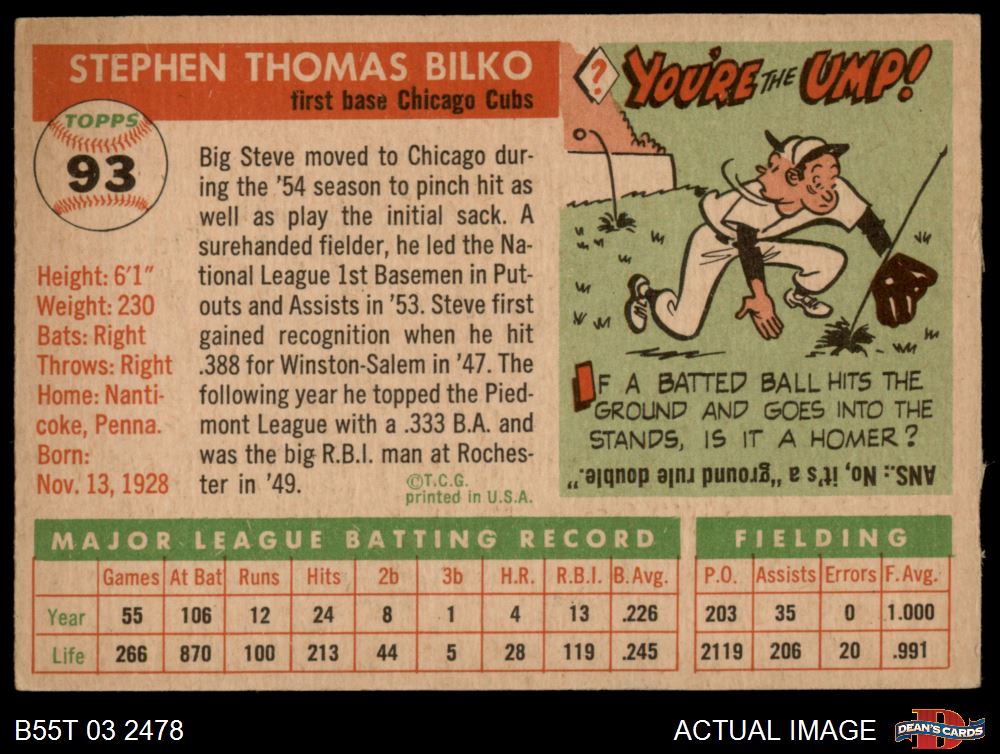 STEPHEN THOMAS BILKO
first base Chicago Cubs
TOPPS
93
Height: 6'1"
Weight: 230
Bats: Right
Throws: Right
Home: Nanti-
coke, Penna.
Born:
Nov. 13, 1928
Big Steve moved to Chicago dur-
ing the '54 season to pinch hit as
well as play the initial sack. A
surehanded fielder, he led the Na-
tional League 1st Basemen in Put-
outs and Assists in '53. Steve first
gained recognition when he hit
.388 for Winston-Salem in '47. The
following year he topped the Pied-
mont League with a .333 B.A. and
was the big R.B.I. man at Roches-
ter in '49.
©T.C.G.
printed in U.S.A.
?
YOU'RE THE UMP!
IF A BATTED BALL HITS THE
GROUND AND GOES INTO THE
STANDS, IS IT A HOMER?
ANS.: No, it's a "ground rule double."
MAJOR LEAGUE BATTING RECORD
Games At Bat Runs Hits 2b 3b H.R. R.B.I. B.Avg.
Year 55 106 12 24 8 1 4 13 .226
Life 266 870 100 213 44 5 28 119 .245
FIELDING
P.O. Assists Errors F.Avg.
203 35 0 1.000
2119 206 20 .991
B55T 03 2478
ACTUAL IMAGE
DEAN'S CARDS